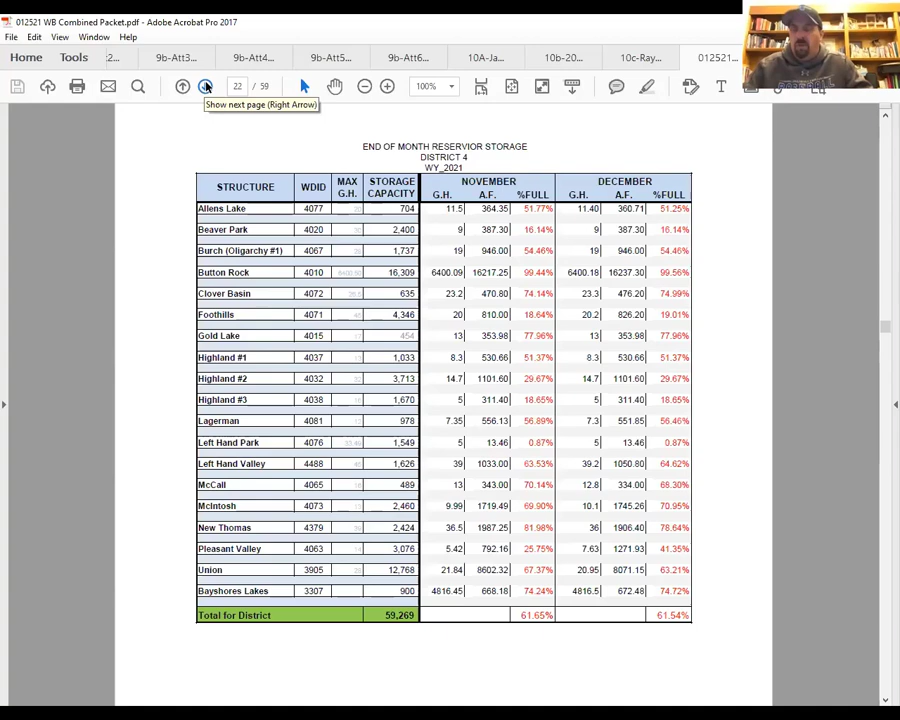 012521 WB Combined Packet.pdf - Adobe Acrobat Pro 2017
File Edit View Window Help
Home Tools 2... 9b-Att3... 9b-Att4... 9b-Att5... 9b-Att6... 10A-Ja... 10b-20... 10c-Ray... 012521...
22 / 59 100%
Show next page (Right Arrow)
END OF MONTH RESERVIOR STORAGE
DISTRICT 4
WY_2021
STRUCTURE WDID MAX G.H. STORAGE CAPACITY NOVEMBER DECEMBER
G.H. A.F. %FULL G.H. A.F. %FULL
Allens Lake 4077 704 11.5 364.35 51.77% 11.40 360.71 51.25%
Beaver Park 4020 2,400 9 387.30 16.14% 9 387.30 16.14%
Burch (Oligarchy #1) 4067 1,737 19 946.00 54.46% 19 946.00 54.46%
Button Rock 4010 16,309 6400.09 16217.25 99.44% 6400.18 16237.30 99.56%
Clover Basin 4072 635 23.2 470.80 74.14% 23.3 476.20 74.99%
Foothills 4071 4,346 20 810.00 18.64% 20.2 826.20 19.01%
Gold Lake 4015 454 13 353.98 77.96% 13 353.98 77.96%
Highland #1 4037 1,033 8.3 530.66 51.37% 8.3 530.66 51.37%
Highland #2 4032 3,713 14.7 1101.60 29.67% 14.7 1101.60 29.67%
Highland #3 4038 1,670 5 311.40 18.65% 5 311.40 18.65%
Lagerman 4081 978 7.35 556.13 56.89% 7.3 551.85 56.46%
Left Hand Park 4076 1,549 5 13.46 0.87% 5 13.46 0.87%
Left Hand Valley 4488 1,626 39 1033.00 63.53% 39.2 1050.80 64.62%
McCall 4065 489 13 343.00 70.14% 12.8 334.00 68.30%
McIntosh 4073 2,460 9.99 1719.49 69.90% 10.1 1745.26 70.95%
New Thomas 4379 2,424 36.5 1987.25 81.98% 36 1906.40 78.64%
Pleasant Valley 4063 3,076 5.42 792.16 25.75% 7.63 1271.93 41.35%
Union 3905 12,768 21.84 8602.32 67.37% 20.95 8071.15 63.21%
Bayshores Lakes 3307 900 4816.45 668.18 74.24% 4816.5 672.48 74.72%
Total for District 59,269 61.65% 61.54%